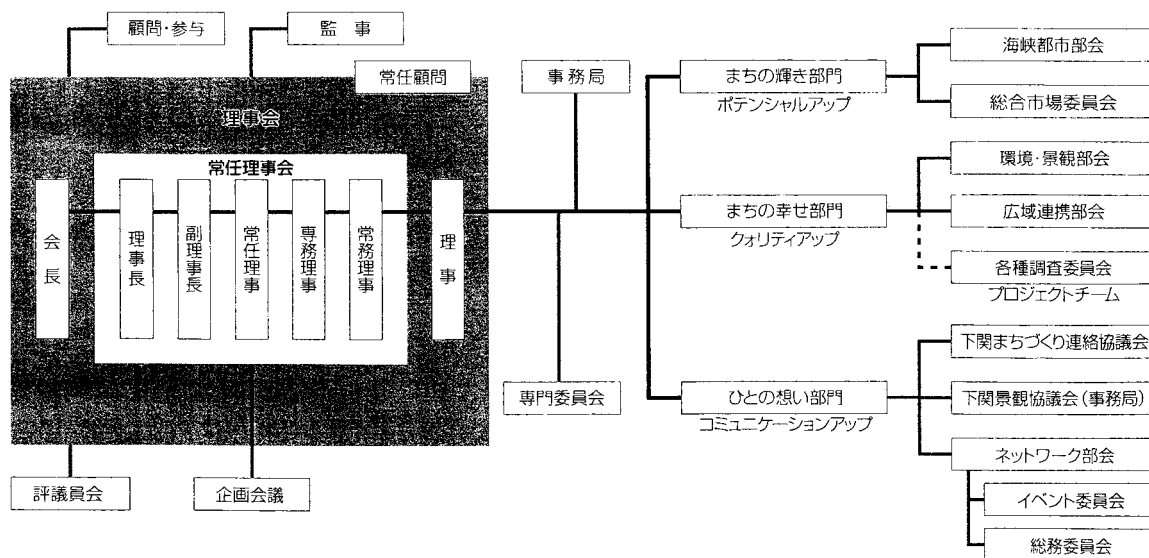 顧問・参与
監事
常任顧問
理事会
常任理事会
会長
理事長
副理事長
常任理事
専務理事
常務理事
理事
評議員会
企画会議
事務局
専門委員会
まちの輝き部門
ポテンシャルアップ
海峡都市部会
総合市場委員会
まちの幸せ部門
クォリティアップ
環境・景観部会
広域連携部会
各種調査委員会
プロジェクトチーム
ひとの想い部門
コミュニケーションアップ
下関まちづくり連絡協議会
下関景観協議会(事務局)
ネットワーク部会
イベント委員会
総務委員会